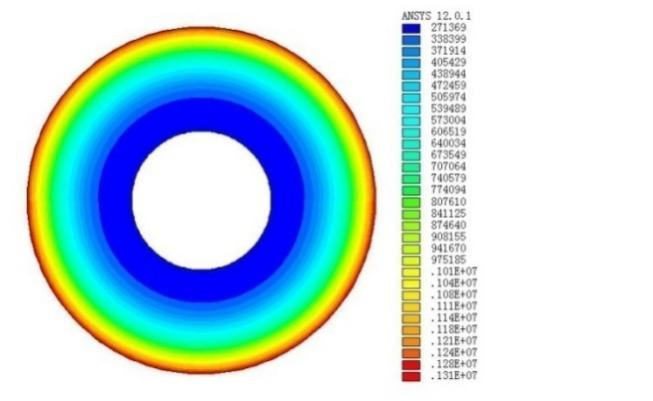 ANSYS 12.0.1
271369
338399
371914
405429
438944
472459
505974
539489
573004
606519
640034
673549
707064
740579
774094
807610
841125
874640
908155
941670
975185
.101E+07
.104E+07
.108E+07
.111E+07
.114E+07
.118E+07
.121E+07
.124E+07
.128E+07
.131E+07